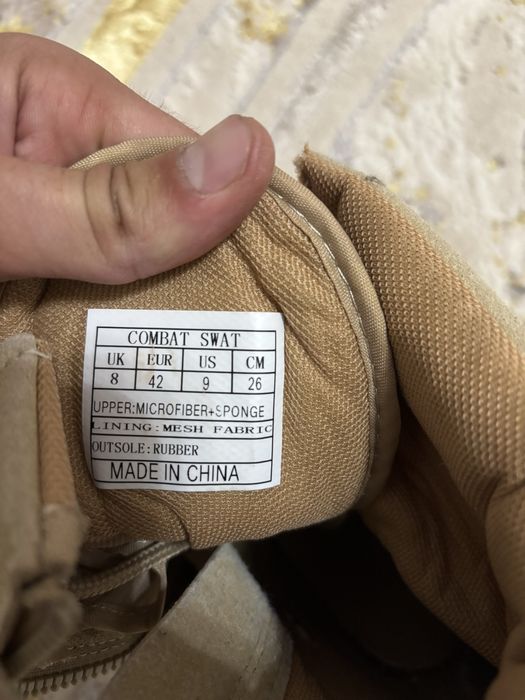 COMBAT SWAT
UK EUR US CM
8 42 9 26
UPPER:MICROFIBER+SPONGE
LINING:MESH FABRIC
OUTSOLE:RUBBER
MADE IN CHINA